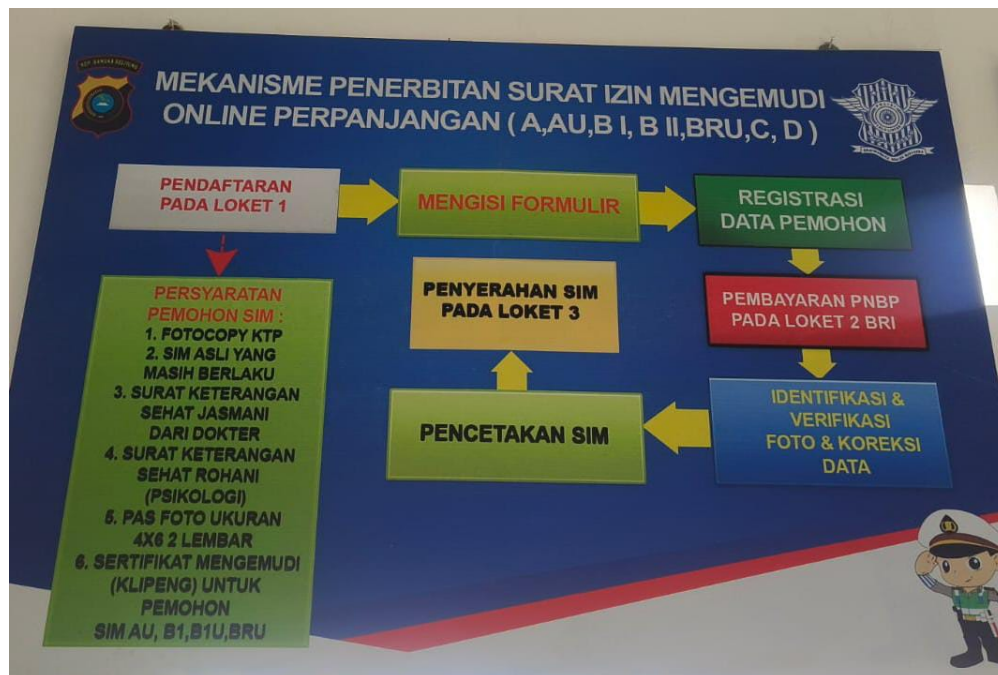 MEKANISME PENERBITAN SURAT IZIN MENGEMUDI
ONLINE PERPANJANGAN ( A,AU,B I, B II,BRU,C, D )
PENDAFTARAN
PADA LOKET 1
MENGISI FORMULIR
REGISTRASI
DATA PEMOHON
PERSYARATAN
PEMOHON SIM :
1. FOTOCOPY KTP
2. SIM ASLI YANG
MASIH BERLAKU
3. SURAT KETERANGAN
SEHAT JASMANI
DARI DOKTER
4. SURAT KETERANGAN
SEHAT ROHANI
(PSIKOLOGI)
5. PAS FOTO UKURAN
4X6 2 LEMBAR
6. SERTIFIKAT MENGEMUDI
(KLIPENG) UNTUK
PEMOHON
SIM AU, B1,B1U,BRU
PEMBAYARAN PNBP
PADA LOKET 2 BRI
IDENTIFIKASI &
VERIFIKASI
FOTO & KOREKSI
DATA
PENCETAKAN SIM
PENYERAHAN SIM
PADA LOKET 3